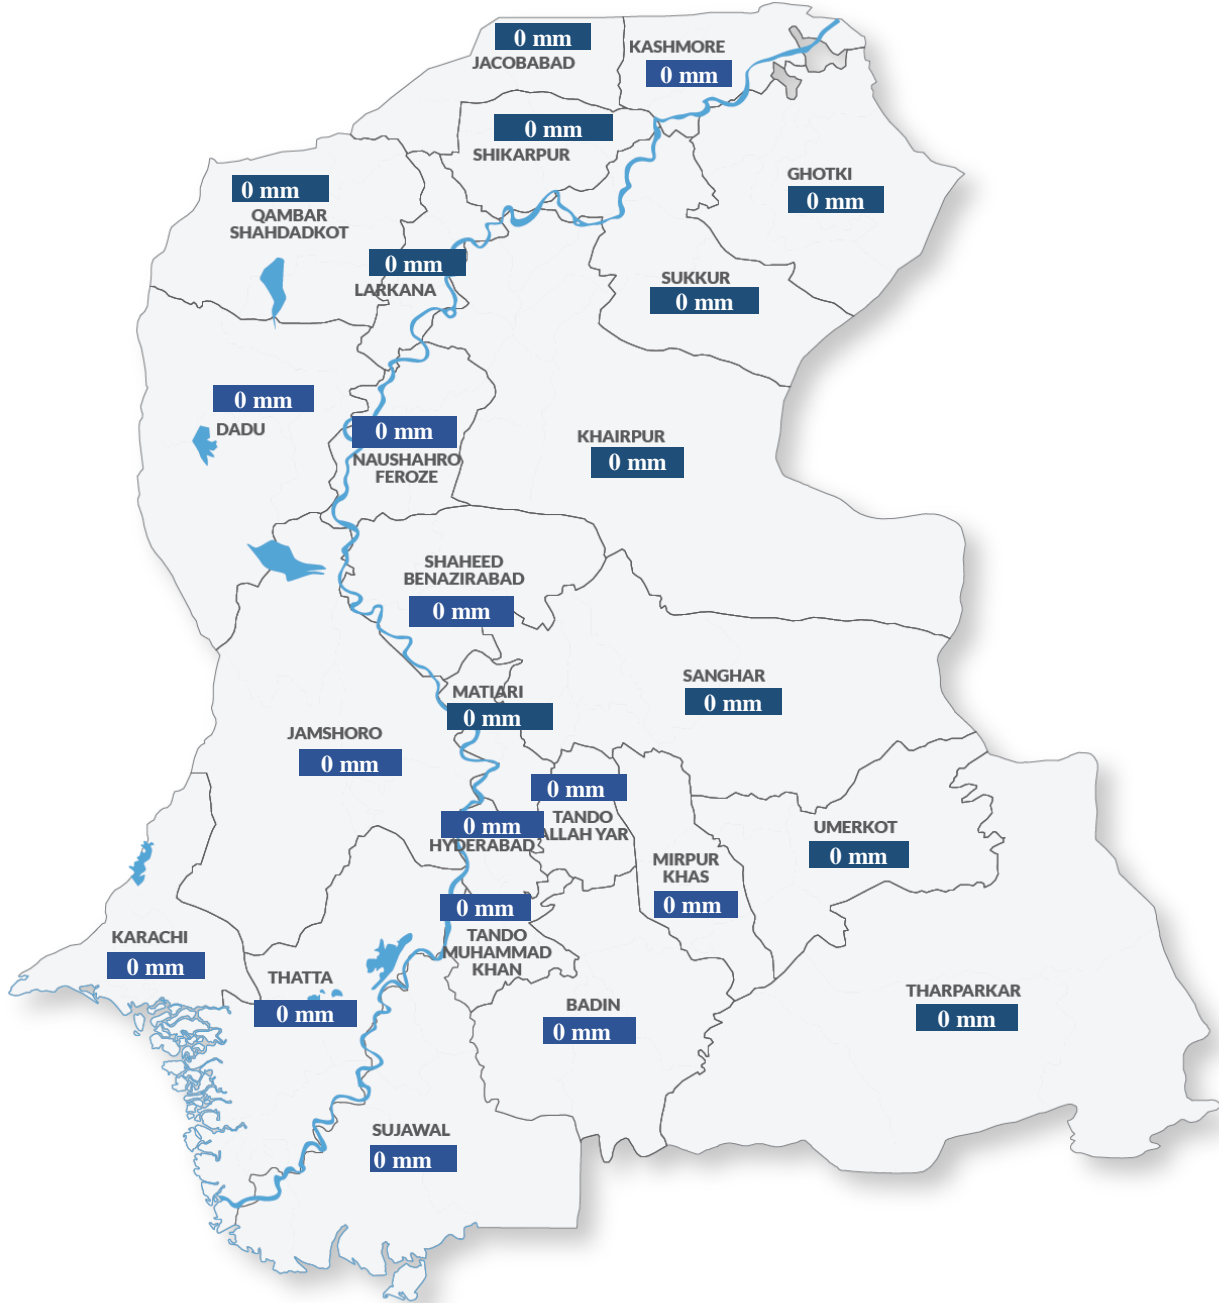 0 mm
JACOBABAD
KASHMORE
0 mm
0 mm
SHIKARPUR
GHOTKI
0 mm
0 mm
QAMBAR
SHAHDADKOT
0 mm
LARKANA
SUKKUR
0 mm
0 mm
DADU
0 mm
NAUSHAHRO
FEROZE
KHAIRPUR
0 mm
SHAHEED
BENAZIRABAD
0 mm
SANGHAR
0 mm
MATIARI
0 mm
JAMSHORO
0 mm
0 mm
TANDO
ALLAH YAR
0 mm
HYDERABAD
UMERKOT
0 mm
MIRPUR
KHAS
0 mm
0 mm
TANDO
MUHAMMAD
KHAN
KARACHI
0 mm
THATTA
0 mm
BADIN
0 mm
THARPARKAR
0 mm
SUJAWAL
0 mm